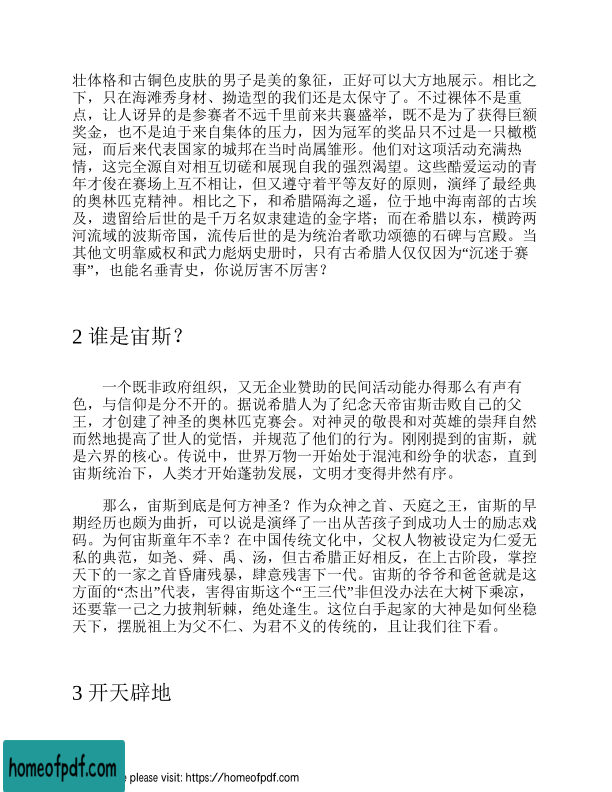 壮体格和古铜色皮肤的男子是美的象征，正好可以大方地展示。相比之
下，只在海滩秀身材、拗造型的我们还是太保守了。不过裸体不是重
点，让人讶异的是参赛者不远千里前来共襄盛举，既不是为了获得巨额
奖金，也不是迫于来自集体的压力，因为冠军的奖品只不过是一只橄榄
冠，而后来代表国家的城邦在当时尚属雏形。他们对这项活动充满热
情，这完全源自对相互切磋和展现自我的强烈渴望。这些酷爱运动的青
年才俊在赛场上互不相让，但又遵守着平等友好的原则，演绎了最经典
的奥林匹克精神。相比之下，和希腊隔海之遥，位于地中海南部的古埃
及，遗留给后世的是千万名奴隶建造的金字塔；而在希腊以东，横跨两
河流域的波斯帝国，流传后世的是为统治者歌功颂德的石碑与宫殿。当
其他文明靠威权和武力彪炳史册时，只有古希腊人仅仅因为“沉迷于赛
事”，也能名垂青史，你说厉害不厉害？
2 谁是宙斯？
一个既非政府组织，又无企业赞助的民间活动能办得那么有声有
色，与信仰是分不开的。据说希腊人为了纪念天帝宙斯击败自己的父
王，才创建了神圣的奥林匹克赛会。对神灵的敬畏和对英雄的崇拜自然
而然地提高了世人的觉悟，并规范了他们的行为。刚刚提到的宙斯，就
是六界的核心。传说中，世界万物一开始处于混沌和纷争的状态，直到
宙斯统治下，人类才开始蓬勃发展，文明才变得井然有序。
那么，宙斯到底是何方神圣？作为众神之首、天庭之王，宙斯的早
期经历也颇为曲折，可以说是演绎了一出从苦孩子到成功人士的励志戏
码。为何宙斯童年不幸？在中国传统文化中，父权人物被设定为仁爱无
私的典范，如尧、舜、禹、汤，但古希腊正好相反，在上古阶段，掌控
天下的一家之首昏庸残暴，肆意残害下一代。宙斯的爷爷和爸爸就是这
方面的“杰出”代表，害得宙斯这个“王三代”非但没办法在大树下乘凉，
还要靠一己之力披荆斩棘，绝处逢生。这位白手起家的大神是如何坐稳
天下，摆脱祖上为父不仁、为君不义的传统的，且让我们往下看。
3 开天辟地
homeofpdf.com
e please visit: https://homeofpdf.com